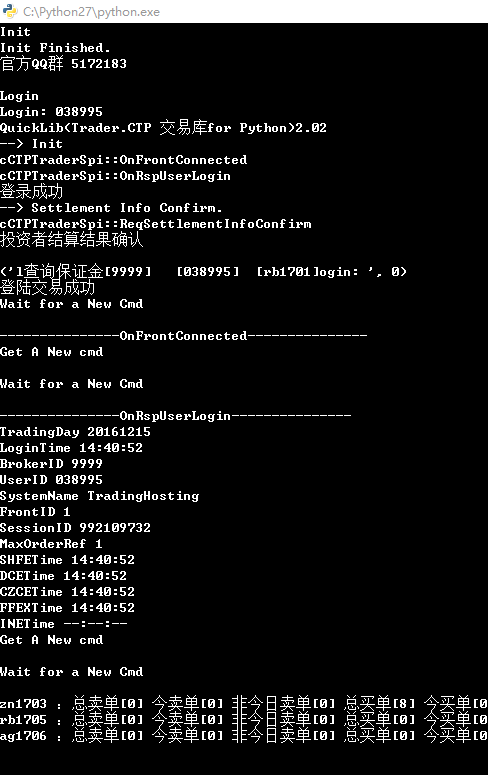 C:\Python27\python.exe
Init
Init Finished.
官方QQ群 5172183
Login
Login: 038995
QuickLib(Trader.CTP 交易库for Python)2.02
--> Init
cCTPTraderSpi::OnFrontConnected
cCTPTraderSpi::OnRspUserLogin
登录成功
--> Settlement Info Confirm.
cCTPTraderSpi::ReqSettlementInfoConfirm
投资者结算结果确认
('l查询保证金[9999]   [038995]  [rb1701]login: ', 0)
登陆交易成功
Wait for a New Cmd
---------------OnFrontConnected---------------
Get A New cmd
Wait for a New Cmd
---------------OnRspUserLogin---------------
TradingDay 20161215
LoginTime 14:40:52
BrokerID 9999
UserID 038995
SystemName TradingHosting
FrontID 1
SessionID 992109732
MaxOrderRef 1
SHFETime 14:40:52
DCETime 14:40:52
CZCETime 14:40:52
FFEXTime 14:40:52
INETime --:--:--
Get A New cmd
Wait for a New Cmd
zn1703 : 总卖单[0] 今卖单[0] 非今日卖单[0] 总买单[8] 今买单[0
rb1705 : 总卖单[0] 今卖单[0] 非今日卖单[0] 总买单[0] 今买单[0
ag1706 : 总卖单[0] 今卖单[0] 非今日卖单[0] 总买单[0] 今买单[0